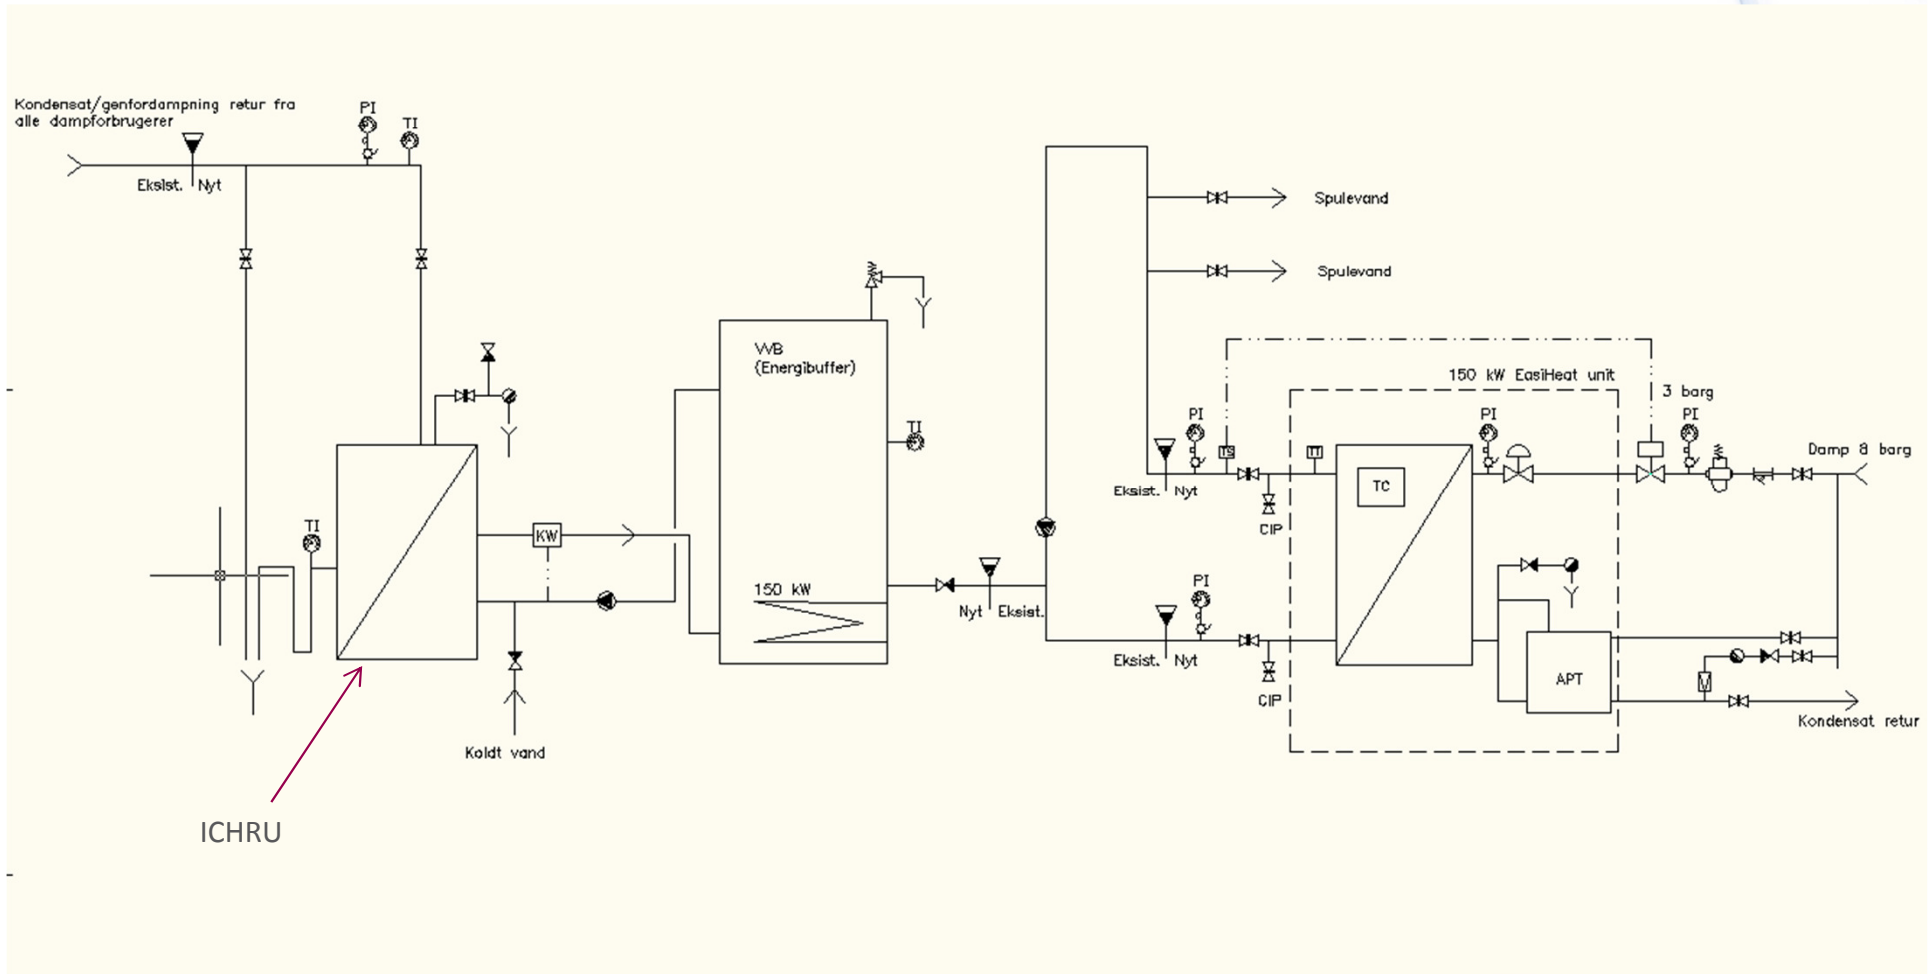 Kondensat/genfordampning retur fra
alle dampforbrugerer
PI
TI
Eksist.
Nyt
Spulevand
Spulevand
VVB
(Energibuffer)
150 kW EasiHeat unit
3 barg
PI
TS
TT
PI
PI
Damp 8 barg
TI
Eksist.
Nyt
TC
CIP
TI
KW
150 kW
Nyt
Eksist.
PI
Eksist.
Nyt
CIP
APT
Kondensat retur
Koldt vand
ICHRU